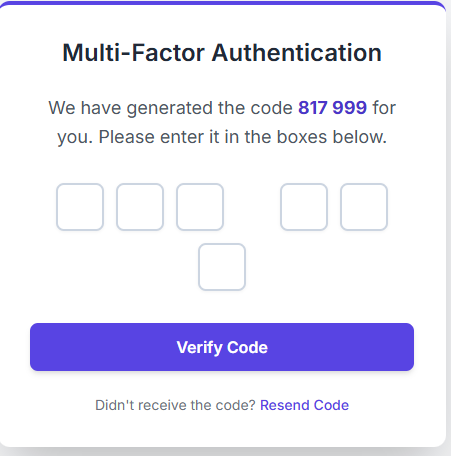 Multi-Factor Authentication
We have generated the code 817 999 for
you. Please enter it in the boxes below.
Verify Code
Didn't receive the code? Resend Code